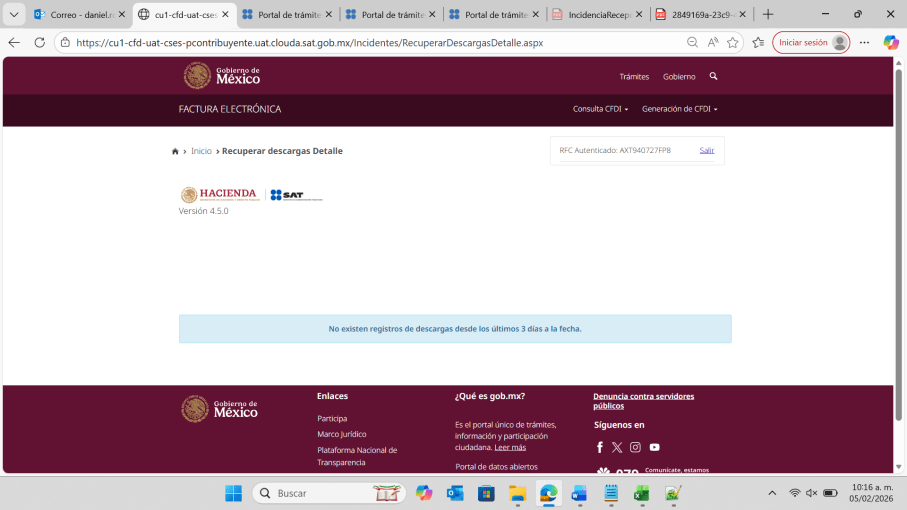 Correo - daniel.r
cu1-cfd-uat-cses
Portal de trámite
Portal de trámite
Portal de trámite
IncidenciaRecep
2849169a-23c9-
https://cu1-cfd-uat-cses-pcontribuyente.uat.clouda.sat.gob.mx/Incidentes/RecuperarDescargasDetalle.aspx
Iniciar sesión
Gobierno de
México
Trámites
Gobierno
FACTURA ELECTRÓNICA
Consulta CFDI
Generación de CFDI
Inicio > Recuperar descargas Detalle
RFC Autenticado: AXT940727FP8
Salir
HACIENDA
SAT
Versión 4.5.0
No existen registros de descargas desde los últimos 3 días a la fecha.
Gobierno de
México
Enlaces
Participa
Marco Jurídico
Plataforma Nacional de
Transparencia
¿Qué es gob.mx?
Es el portal único de trámites,
información y participación
ciudadana. Leer más
Portal de datos abiertos
Denuncia contra servidores
públicos
Síguenos en
079
Comunícate, estamos
Buscar
10:16 a. m.
05/02/2026